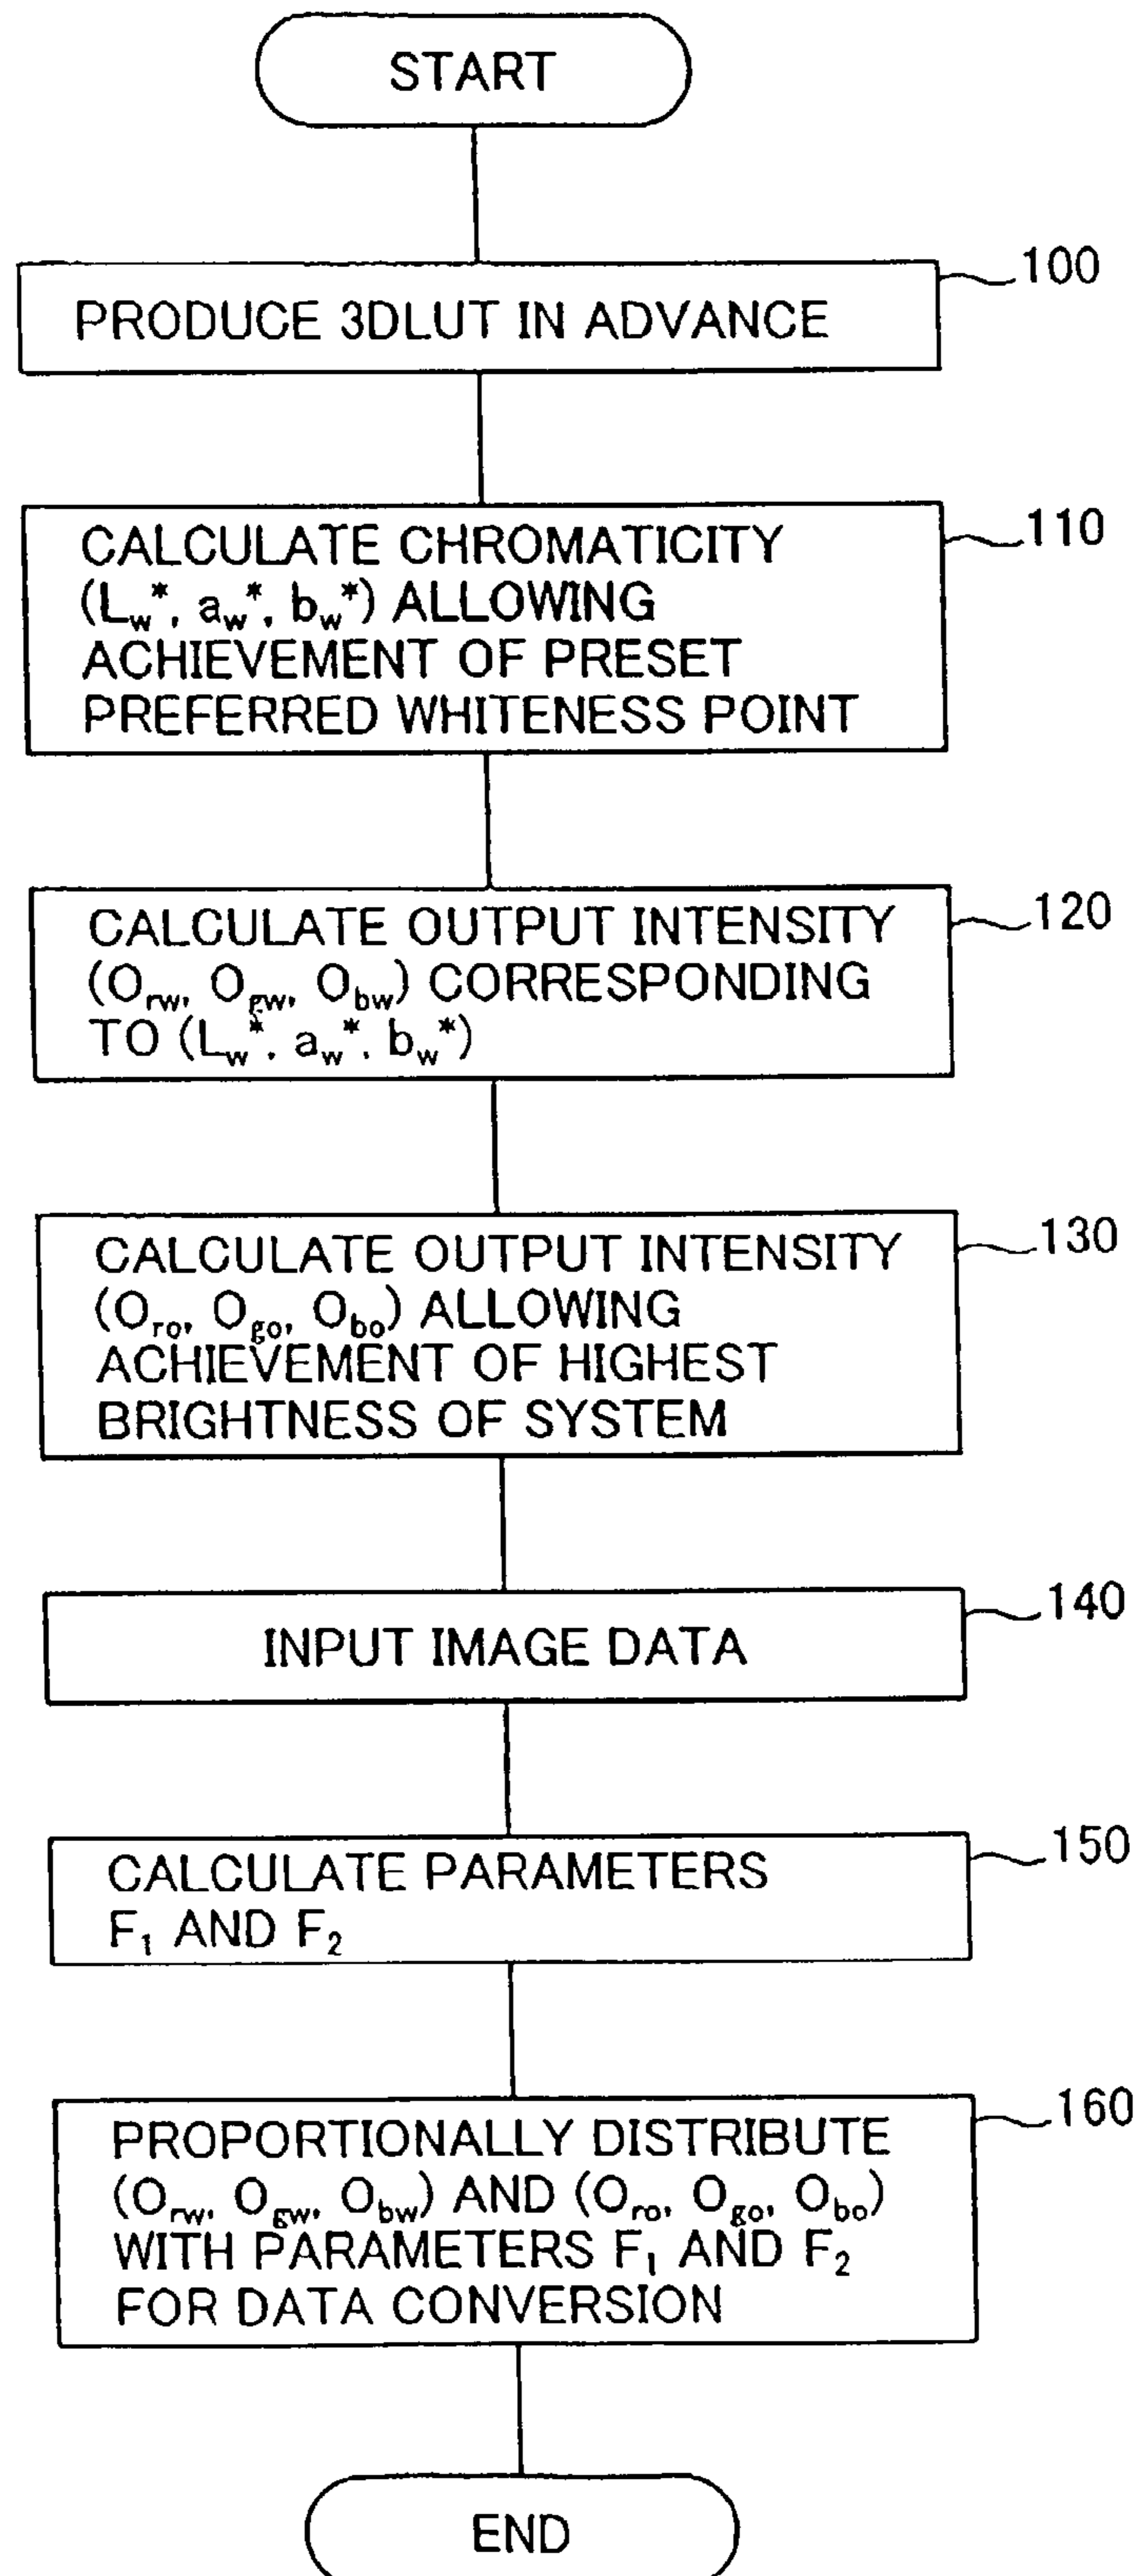 START
100
PRODUCE 3DLUT IN ADVANCE
110
CALCULATE CHROMATICITY
(Lw*, aw*, bw*) ALLOWING
ACHIEVEMENT OF PRESET
PREFERRED WHITENESS POINT
120
CALCULATE OUTPUT INTENSITY
(Orw, Ogw, Obw) CORRESPONDING
TO (Lw*, aw*, bw*)
130
CALCULATE OUTPUT INTENSITY
(Oro, Ogo, Obo) ALLOWING
ACHIEVEMENT OF HIGHEST
BRIGHTNESS OF SYSTEM
140
INPUT IMAGE DATA
150
CALCULATE PARAMETERS
F1 AND F2
160
PROPORTIONALLY DISTRIBUTE
(Orw, Ogw, Obw) AND (Oro, Ogo, Obo)
WITH PARAMETERS F1 AND F2
FOR DATA CONVERSION
END